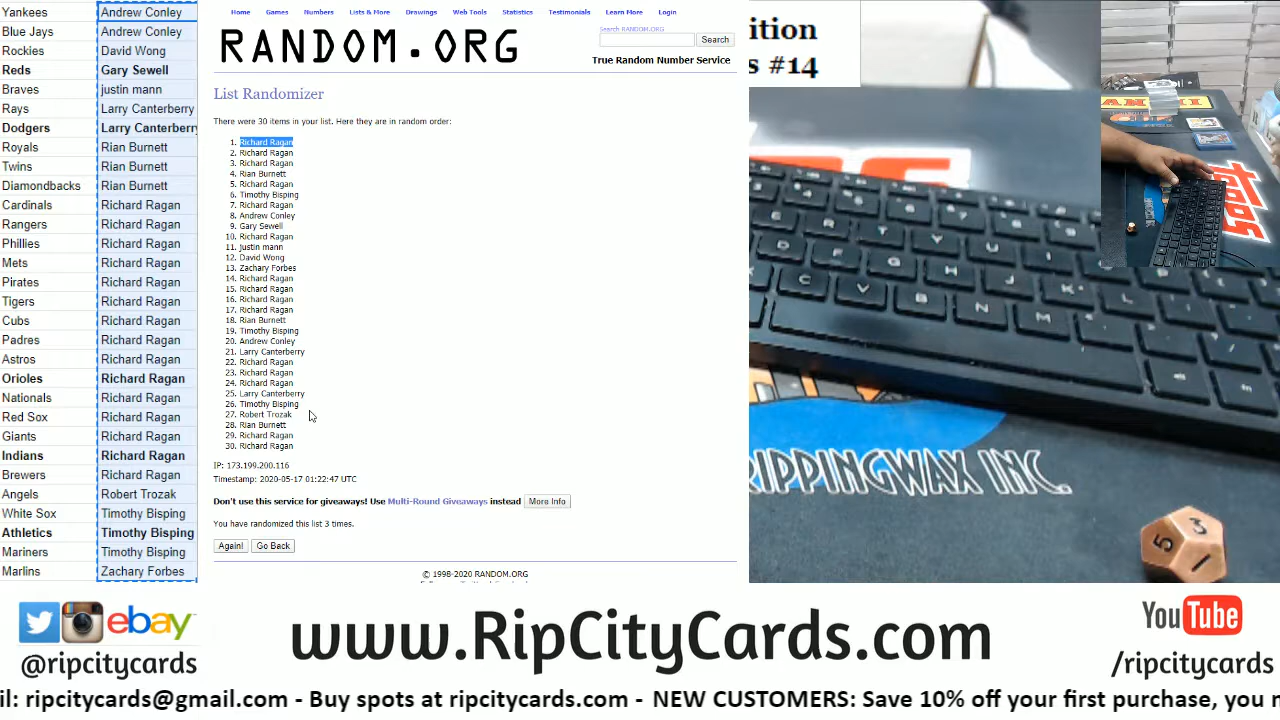 Yankees Andrew Conley
Blue Jays Andrew Conley
Rockies David Wong
Reds Gary Sewell
Braves justin mann
Rays Larry Canterberry
Dodgers Larry Canterberry
Royals Rian Burnett
Twins Rian Burnett
Diamondbacks Rian Burnett
Cardinals Richard Ragan
Rangers Richard Ragan
Phillies Richard Ragan
Mets Richard Ragan
Pirates Richard Ragan
Tigers Richard Ragan
Cubs Richard Ragan
Padres Richard Ragan
Astros Richard Ragan
Orioles Richard Ragan
Nationals Richard Ragan
Red Sox Richard Ragan
Giants Richard Ragan
Indians Richard Ragan
Brewers Richard Ragan
Angels Robert Trozak
White Sox Timothy Bisping
Athletics Timothy Bisping
Mariners Timothy Bisping
Marlins Zachary Forbes
Home Games Numbers Lists & More Drawings Web Tools Statistics Testimonials Learn More Login
RANDOM.ORG
Search RANDOM.ORG
Search
True Random Number Service
List Randomizer
There were 30 items in your list. Here they are in random order:
1. Richard Ragan
2. Richard Ragan
3. Richard Ragan
4. Rian Burnett
5. Richard Ragan
6. Timothy Bisping
7. Richard Ragan
8. Andrew Conley
9. Gary Sewell
10. Richard Ragan
11. justin mann
12. David Wong
13. Zachary Forbes
14. Richard Ragan
15. Richard Ragan
16. Richard Ragan
17. Richard Ragan
18. Rian Burnett
19. Timothy Bisping
20. Andrew Conley
21. Larry Canterberry
22. Richard Ragan
23. Richard Ragan
24. Richard Ragan
25. Larry Canterberry
26. Timothy Bisping
27. Robert Trozak
28. Rian Burnett
29. Richard Ragan
30. Richard Ragan
IP: 173.199.200.116
Timestamp: 2020-05-17 01:22:47 UTC
Don't use this service for giveaways! Use Multi-Round Giveaways instead More Info
You have randomized this list 3 times.
Again! Go Back
© 1998-2020 RANDOM.ORG
ition
s #14
topps
D F G H J K L
Y U
C V B N M
RIPPINGWAX INC.
5 3 1
ebay
@ripcitycards
www.RipCityCards.com
YouTube
/ripcitycards
il: ripcitycards@gmail.com - Buy spots at ripcitycards.com - NEW CUSTOMERS: Save 10% off your first purchase, you